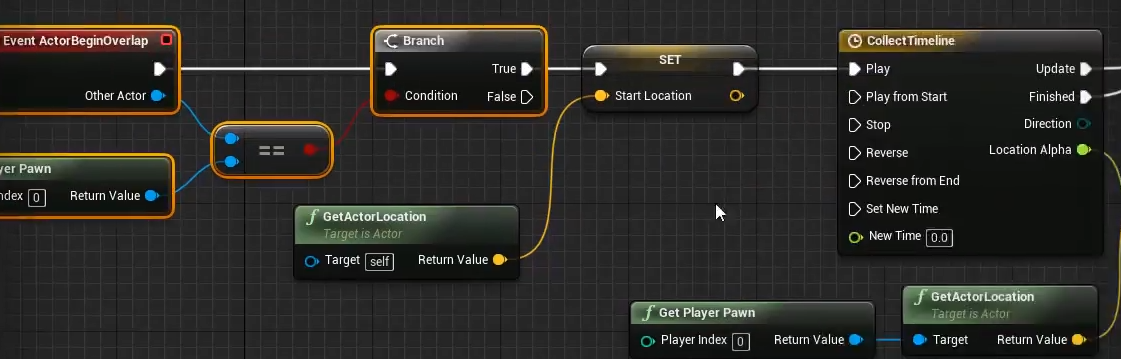 Event ActorBeginOverlap
Other Actor
Branch
True
Condition
False
SET
Start Location
CollectTimeline
Play
Update
Play from Start
Finished
Stop
Direction
Reverse
Location Alpha
Reverse from End
Set New Time
New Time 0.0
==
yer Pawn
ndex 0
Return Value
f GetActorLocation
Target is Actor
Target self
Return Value
f Get Player Pawn
Player Index 0
Return Value
f GetActorLocation
Target is Actor
Target
Return Value